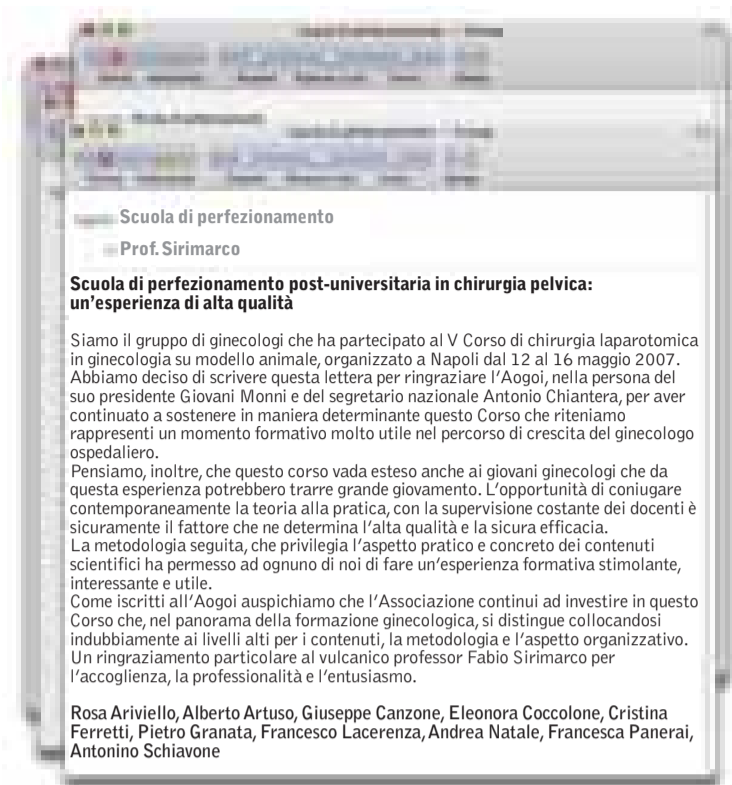 Scuola di perfezionamento
Prof. Sirimarco
Scuola di perfezionamento post-universitaria in chirurgia pelvica:
un'esperienza di alta qualità
Siamo il gruppo di ginecologi che ha partecipato al V Corso di chirurgia laparotomica
in ginecologia su modello animale, organizzato a Napoli dal 12 al 16 maggio 2007.
Abbiamo deciso di scrivere questa lettera per ringraziare l'Aogoi, nella persona del
suo presidente Giovani Monni e del segretario nazionale Antonio Chiantera, per aver
continuato a sostenere in maniera determinante questo Corso che riteniamo
rappresenti un momento formativo molto utile nel percorso di crescita del ginecologo
ospedaliero.
Pensiamo, inoltre, che questo corso vada esteso anche ai giovani ginecologi che da
questa esperienza potrebbero trarre grande giovamento. L'opportunità di coniugare
contemporaneamente la teoria alla pratica, con la supervisione costante dei docenti è
sicuramente il fattore che ne determina l'alta qualità e la sicura efficacia.
La metodologia seguita, che privilegia l'aspetto pratico e concreto dei contenuti
scientifici ha permesso ad ognuno di noi di fare un'esperienza formativa stimolante,
interessante e utile.
Come iscritti all'Aogoi auspichiamo che l'Associazione continui ad investire in questo
Corso che, nel panorama della formazione ginecologica, si distingue collocandosi
indubbiamente ai livelli alti per i contenuti, la metodologia e l'aspetto organizzativo.
Un ringraziamento particolare al vulcanico professor Fabio Sirimarco per
l'accoglienza, la professionalità e l'entusiasmo.
Rosa Ariviello, Alberto Artuso, Giuseppe Canzone, Eleonora Coccolone, Cristina
Ferretti, Pietro Granata, Francesco Lacerenza, Andrea Natale, Francesca Panerai,
Antonino Schiavone